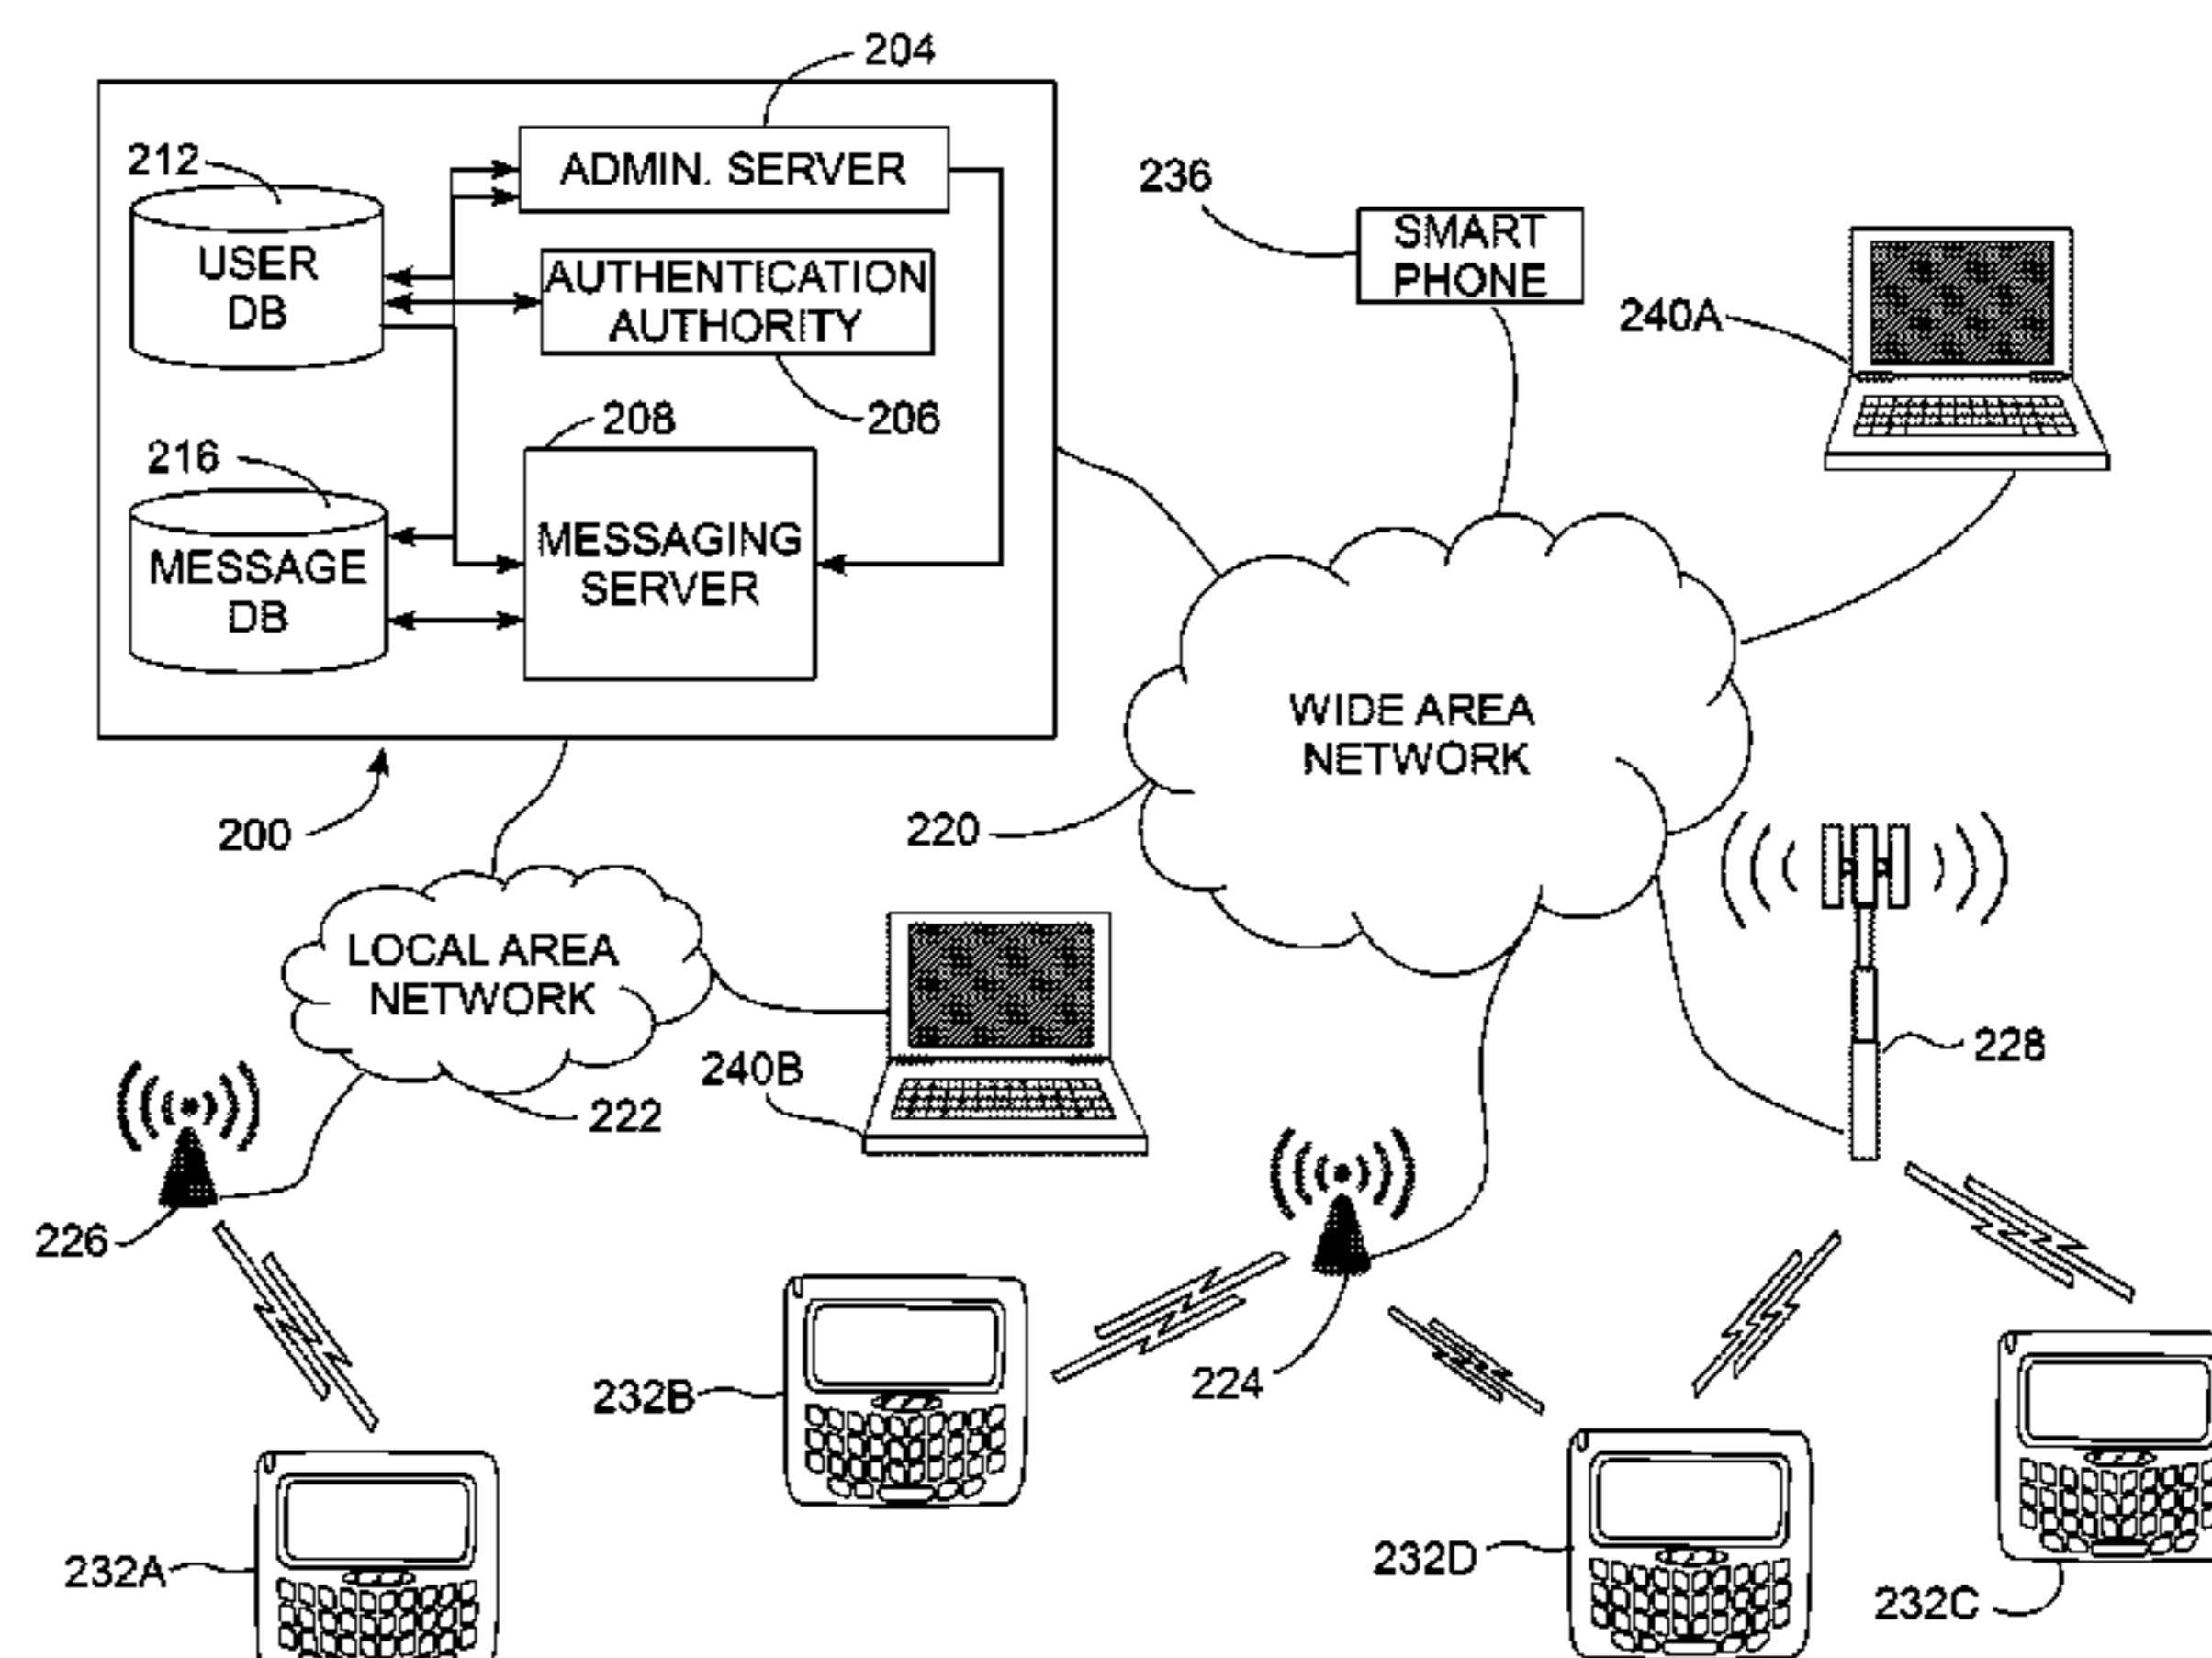 204
212
ADMIN. SERVER
236
SMART
PHONE
USER
DB
AUTHENTICATION
AUTHORITY
240A
208
206
216
MESSAGING
SERVER
MESSAGE
DB
WIDE AREA
NETWORK
200
220
LOCAL AREA
NETWORK
228
240B
222
226
232B
224
232A
232D
232C